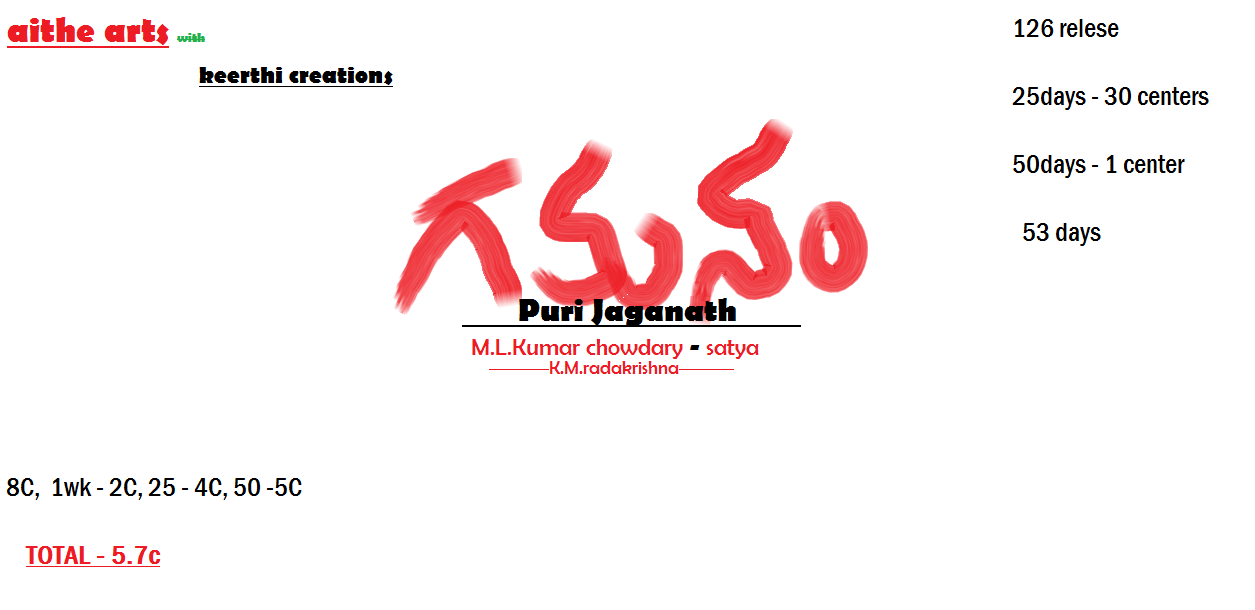 aithe arts with
keerthi creations
గమనం
Puri Jaganath
M.L.Kumar chowdary - satya
K.M.radakrishna
126 relese
25days - 30 centers
50days - 1 center
53 days
8C, 1wk - 2C, 25 - 4C, 50 -5C
TOTAL - 5.7c